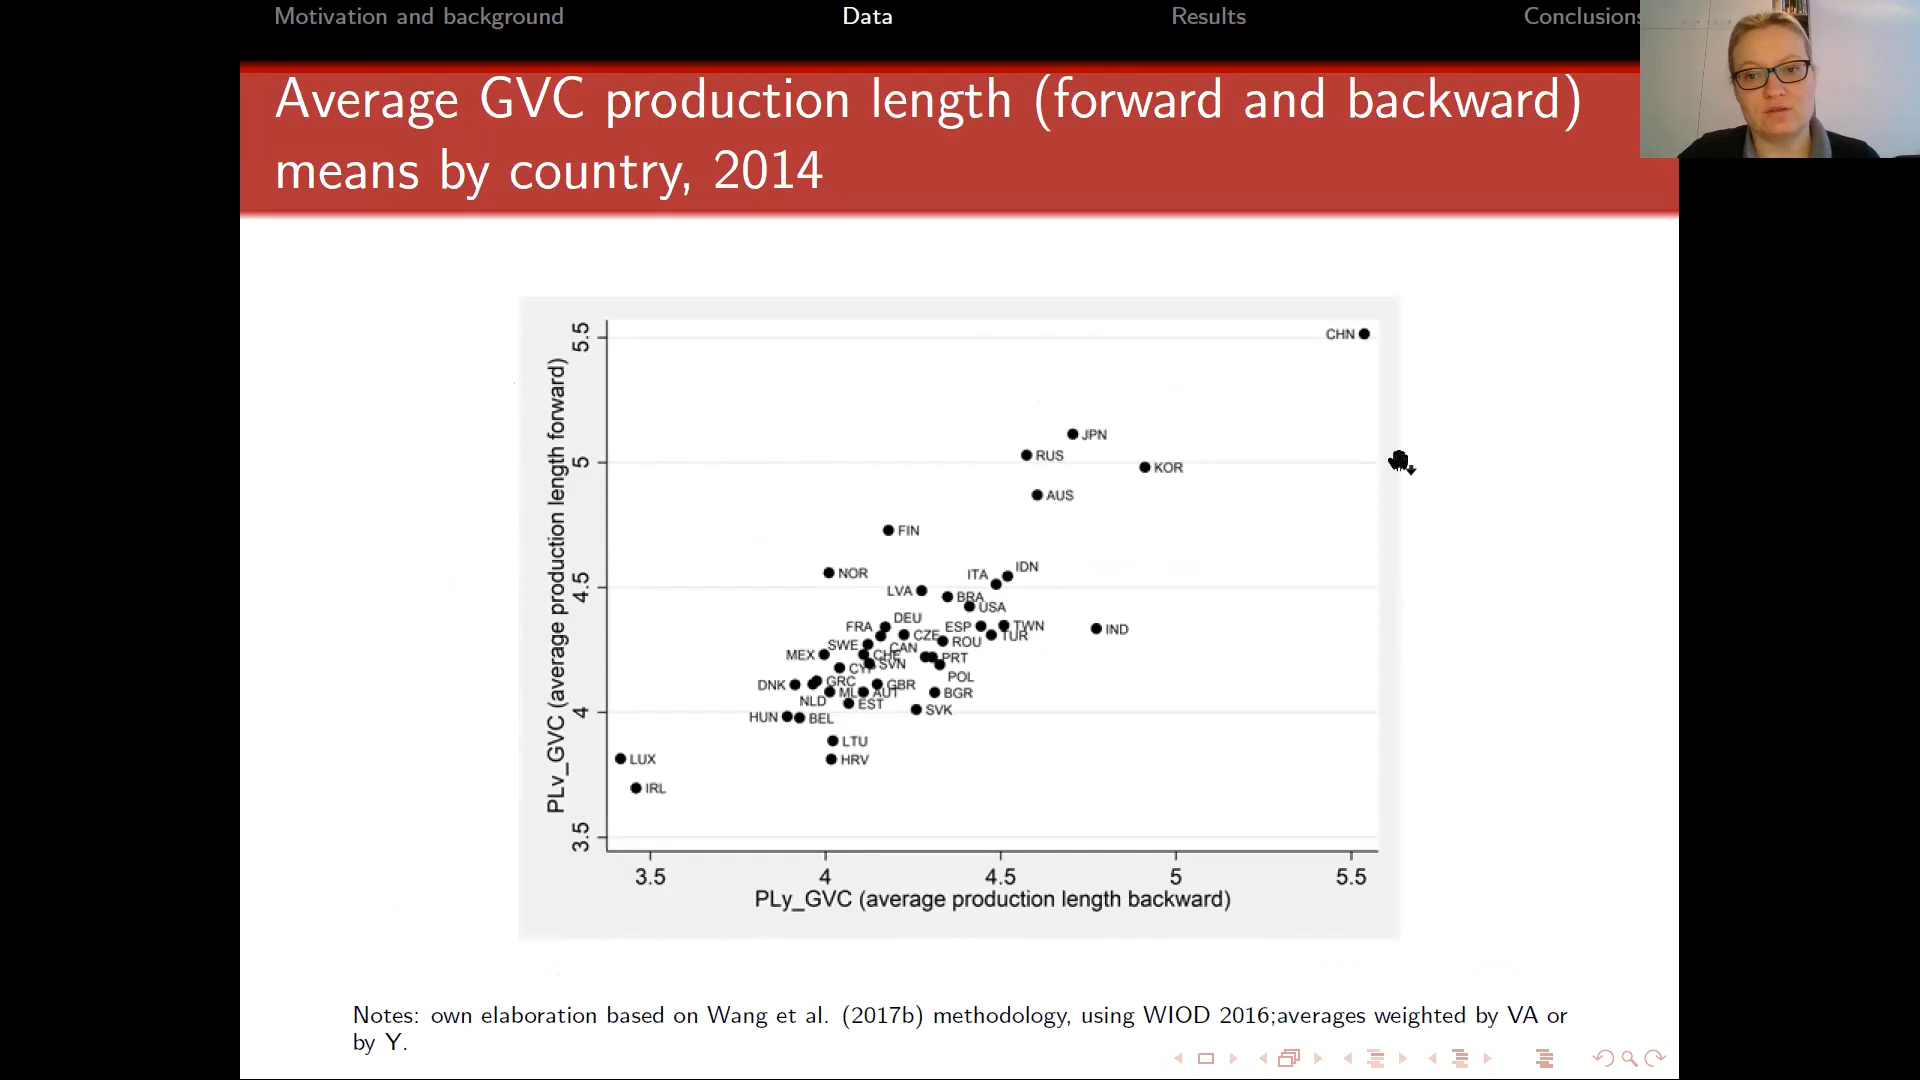 Motivation and background Data Results Conclusions
Average GVC production length (forward and backward)
means by country, 2014
5.5
CHN
JPN
RUS
5
KOR
AUS
FIN
IDN
NOR
ITA
4.5
LVA
BRA
USA
DEU
FRA
ESP
TWN
IND
CZE
TUR
SWE
ROU
CAN
MEX
CHE
PRT
SVN
CYP
POL
GRC
DNK
GBR
MLT
AUT
BGR
NLD
EST
4
SVK
HUN
BEL
LTU
LUX
HRV
IRL
3.5
PLv_GVC (average production length forward)
3.5 4 4.5 5 5.5
PLy_GVC (average production length backward)
Notes: own elaboration based on Wang et al. (2017b) methodology, using WIOD 2016;averages weighted by VA or
by Y.